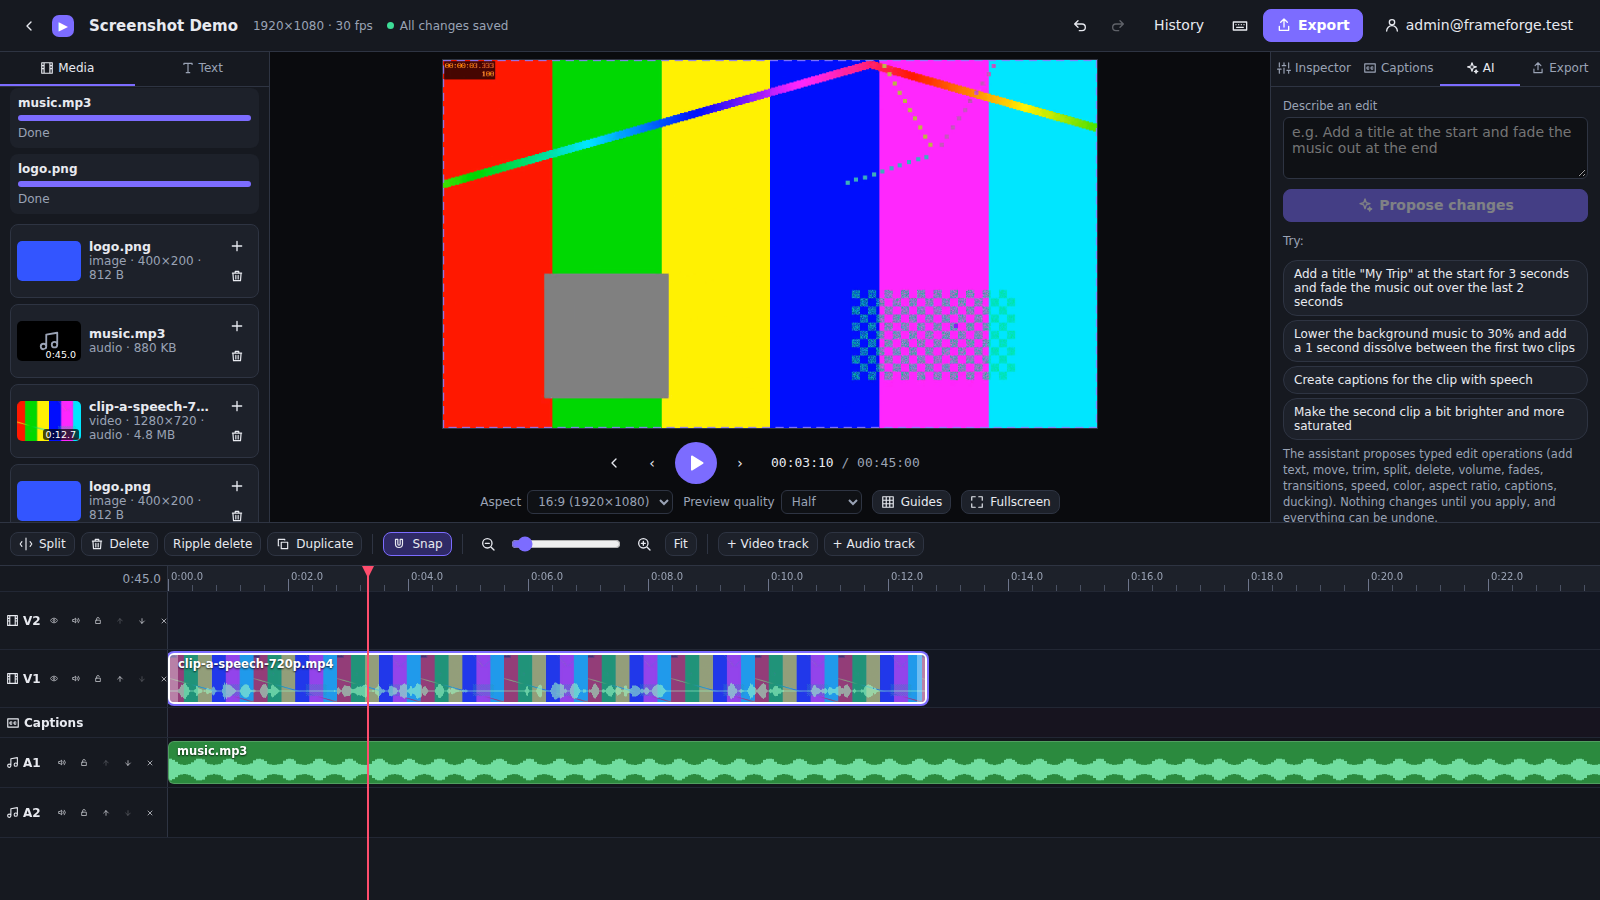 Screenshot Demo
1920×1080 · 30 fps
All changes saved
History
Export
admin@frameforge.test
Media
Text
music.mp3
Done
logo.png
Done
logo.png
image · 400×200 ·
812 B
music.mp3
audio · 880 KB
0:45.0
clip-a-speech-7…
video · 1280×720 ·
audio · 4.8 MB
0:12.7
logo.png
image · 400×200 ·
812 B
00:00:03.333
100
00:03:10 / 00:45:00
Aspect
16:9 (1920×1080)
Preview quality
Half
Guides
Fullscreen
Inspector
Captions
AI
Export
Describe an edit
e.g. Add a title at the start and fade the
music out at the end
Propose changes
Try:
Add a title "My Trip" at the start for 3 seconds
and fade the music out over the last 2
seconds
Lower the background music to 30% and add
a 1 second dissolve between the first two clips
Create captions for the clip with speech
Make the second clip a bit brighter and more
saturated
The assistant proposes typed edit operations (add
text, move, trim, split, delete, volume, fades,
transitions, speed, color, aspect ratio, captions,
ducking). Nothing changes until you apply, and
everything can be undone.
Split
Delete
Ripple delete
Duplicate
Snap
Fit
+ Video track
+ Audio track
0:45.0
0:00.0
0:02.0
0:04.0
0:06.0
0:08.0
0:10.0
0:12.0
0:14.0
0:16.0
0:18.0
0:20.0
0:22.0
V2
V1
clip-a-speech-720p.mp4
Captions
A1
music.mp3
A2